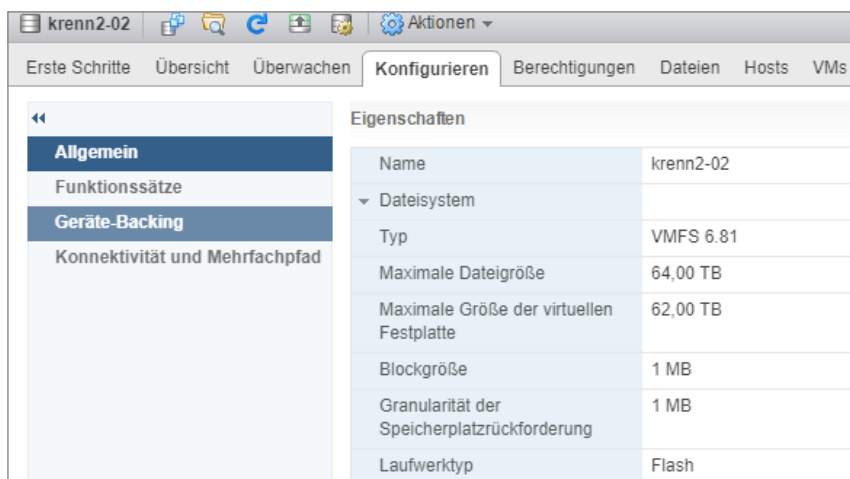 krenn2-02 Aktionen
Erste Schritte Übersicht Überwachen Konfigurieren Berechtigungen Dateien Hosts VMs
Allgemein
Funktionssätze
Geräte-Backing
Konnektivität und Mehrfachpfad
Eigenschaften
Name krenn2-02
Dateisystem
Typ VMFS 6.81
Maximale Dateigröße 64,00 TB
Maximale Größe der virtuellen 62,00 TB
Festplatte
Blockgröße 1 MB
Granularität der 1 MB
Speicherplatzrückforderung
Laufwerktyp Flash